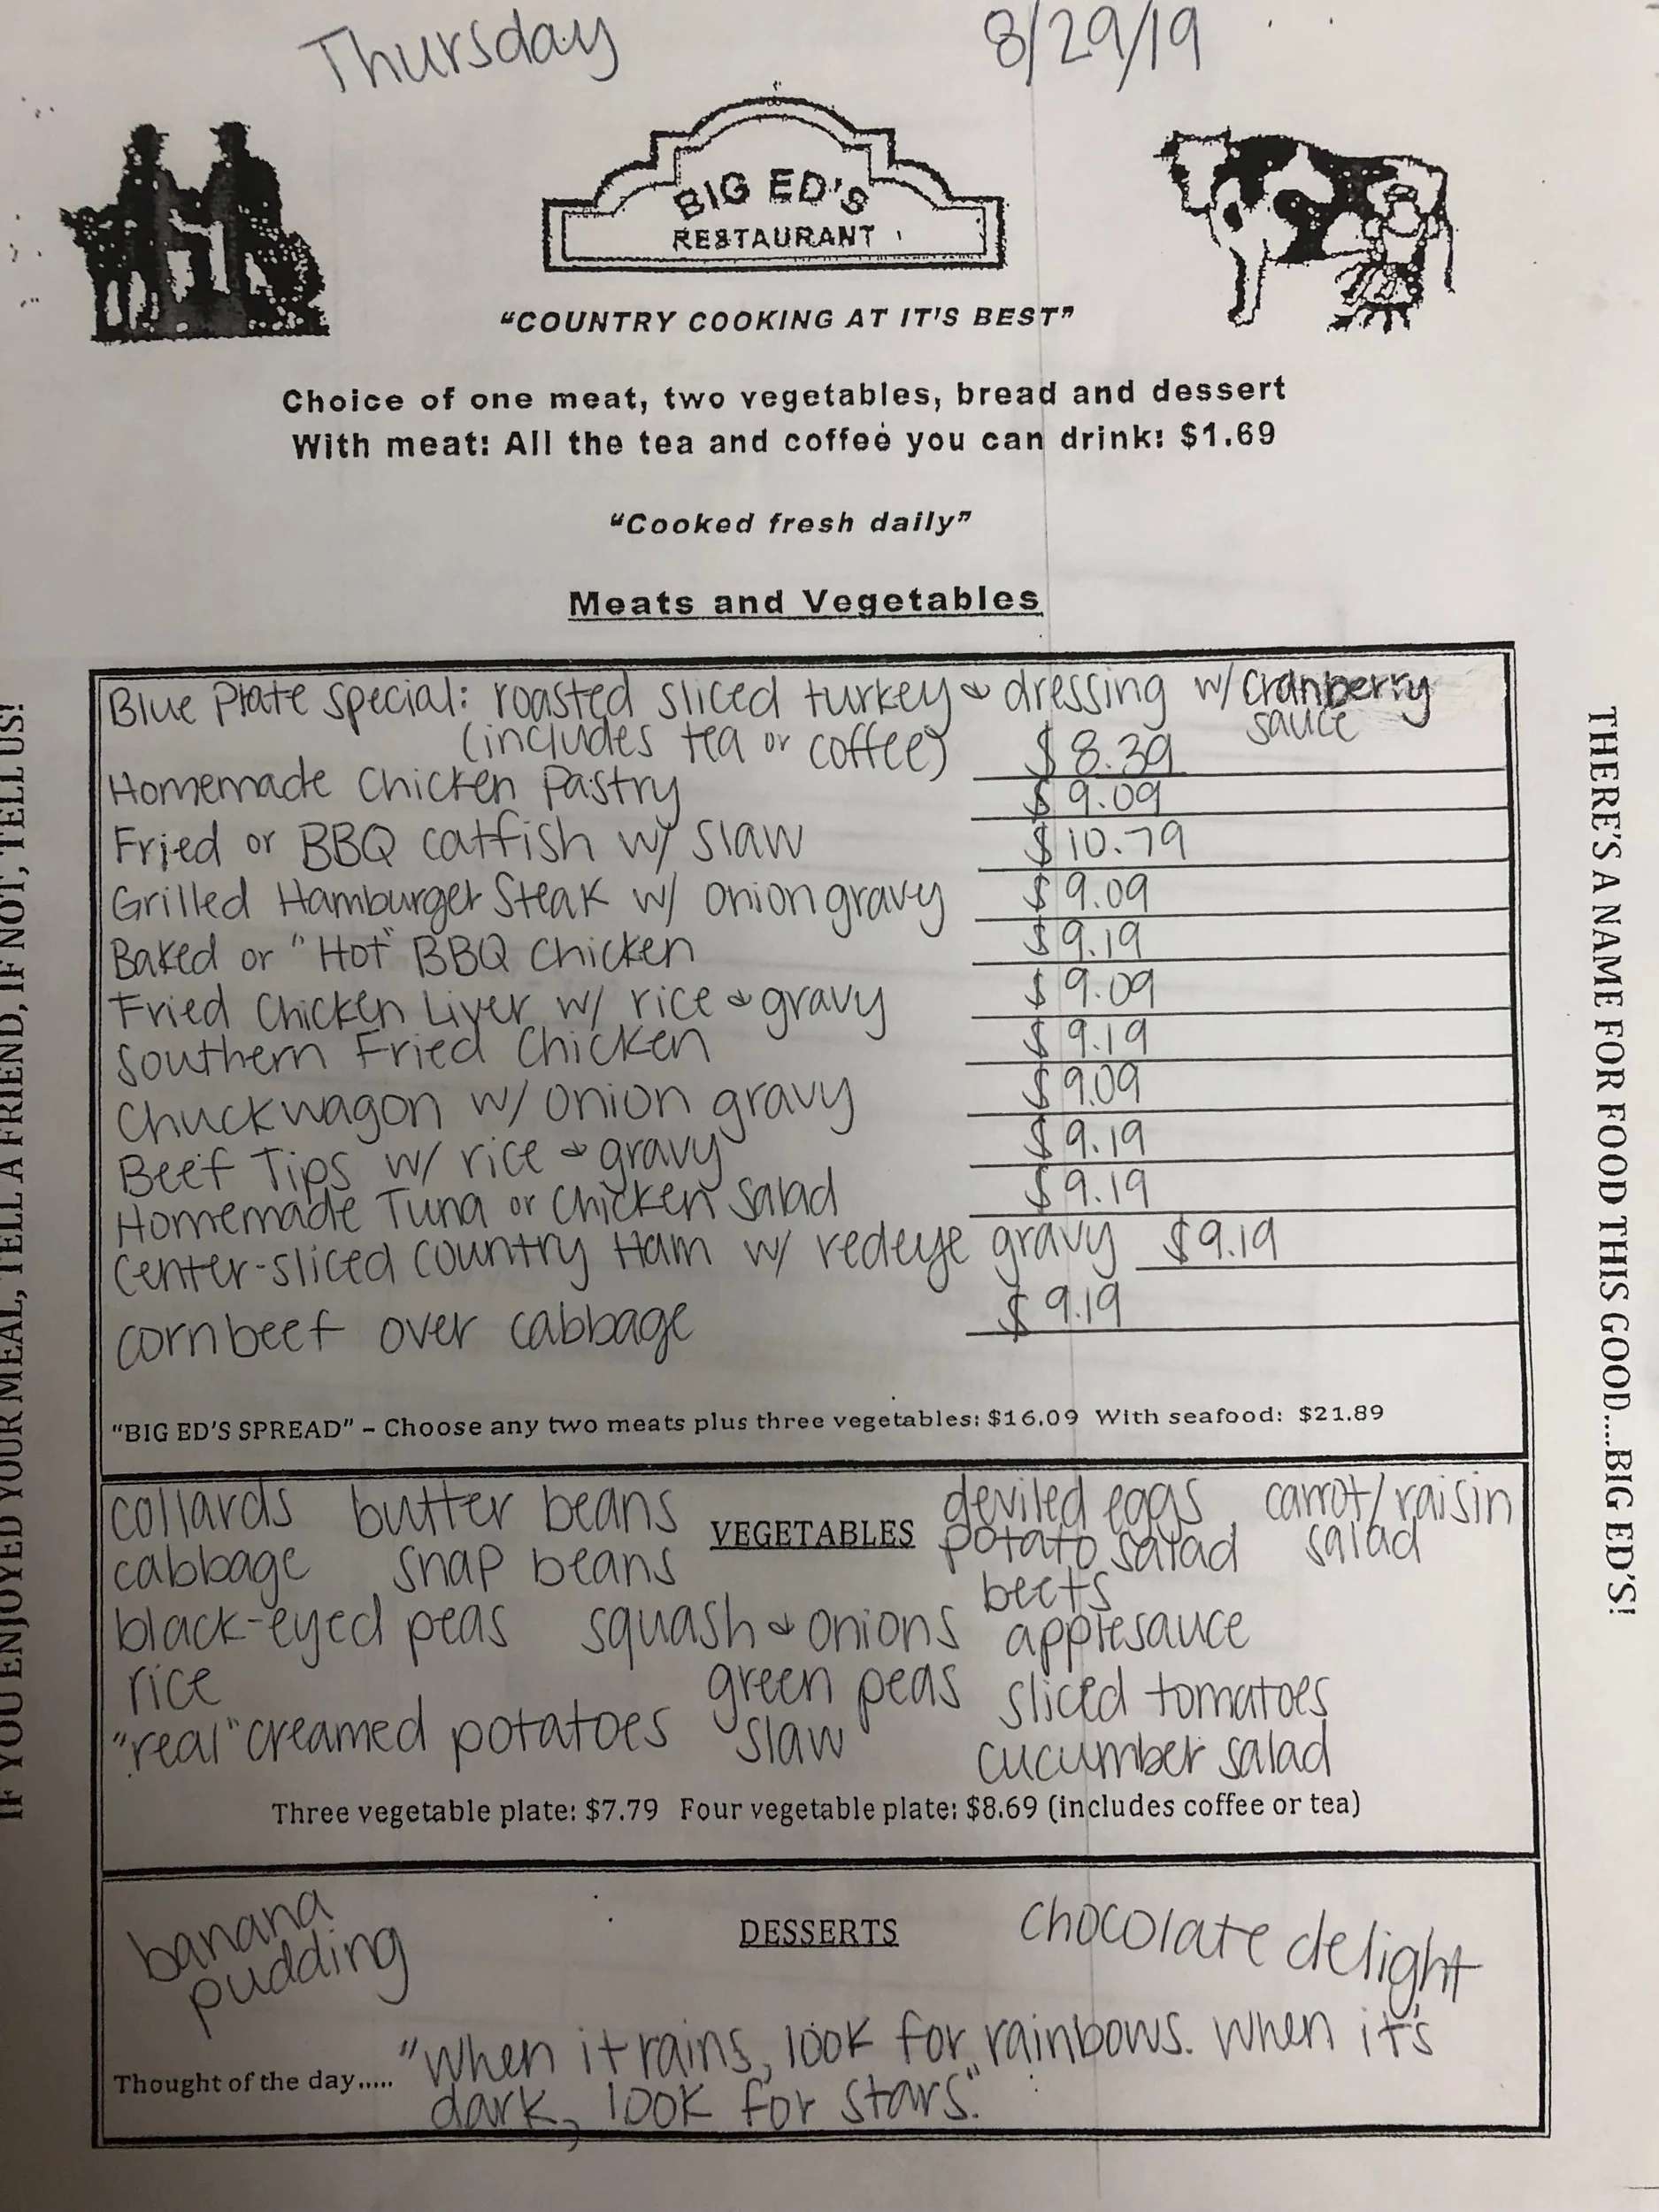 Thursday 8/29/19
BIG ED'S
RESTAURANT
“COUNTRY COOKING AT IT'S BEST”
Choice of one meat, two vegetables, bread and dessert
With meat: All the tea and coffee you can drink: $1.69
“Cooked fresh daily”
Meats and Vegetables
Blue Plate Special: roasted sliced turkey & dressing w/ cranberry sauce
(includes tea or coffee) $8.39
Homemade Chicken Pastry $9.09
Fried or BBQ catfish w/ slaw $10.79
Grilled Hamburger Steak w/ onion gravy $9.09
Baked or "Hot" BBQ Chicken $9.19
Fried Chicken Liver w/ rice & gravy $9.09
Southern Fried Chicken $9.19
Chuckwagon w/ onion gravy $9.09
Beef Tips w/ rice & gravy $9.19
Homemade Tuna or Chicken Salad $9.19
Center-sliced Country Ham w/ redeye gravy $9.19
cornbeef over cabbage $9.19
“BIG ED'S SPREAD” – Choose any two meats plus three vegetables: $16.09 With seafood: $21.89
VEGETABLES
collards butter beans deviled eggs carrot/raisin salad
cabbage snap beans potato salad
beets
black-eyed peas squash & onions applesauce
rice green peas sliced tomatoes
"real" creamed potatoes slaw cucumber salad
Three vegetable plate: $7.79 Four vegetable plate: $8.69 (includes coffee or tea)
DESSERTS
banana pudding
chocolate delight
Thought of the day..... "When it rains, look for rainbows. When it's
dark, look for stars."
IF YOU ENJOYED YOUR MEAL, TELL A FRIEND, IF NOT, TELL US!
THERE'S A NAME FOR FOOD THIS GOOD....BIG ED'S!